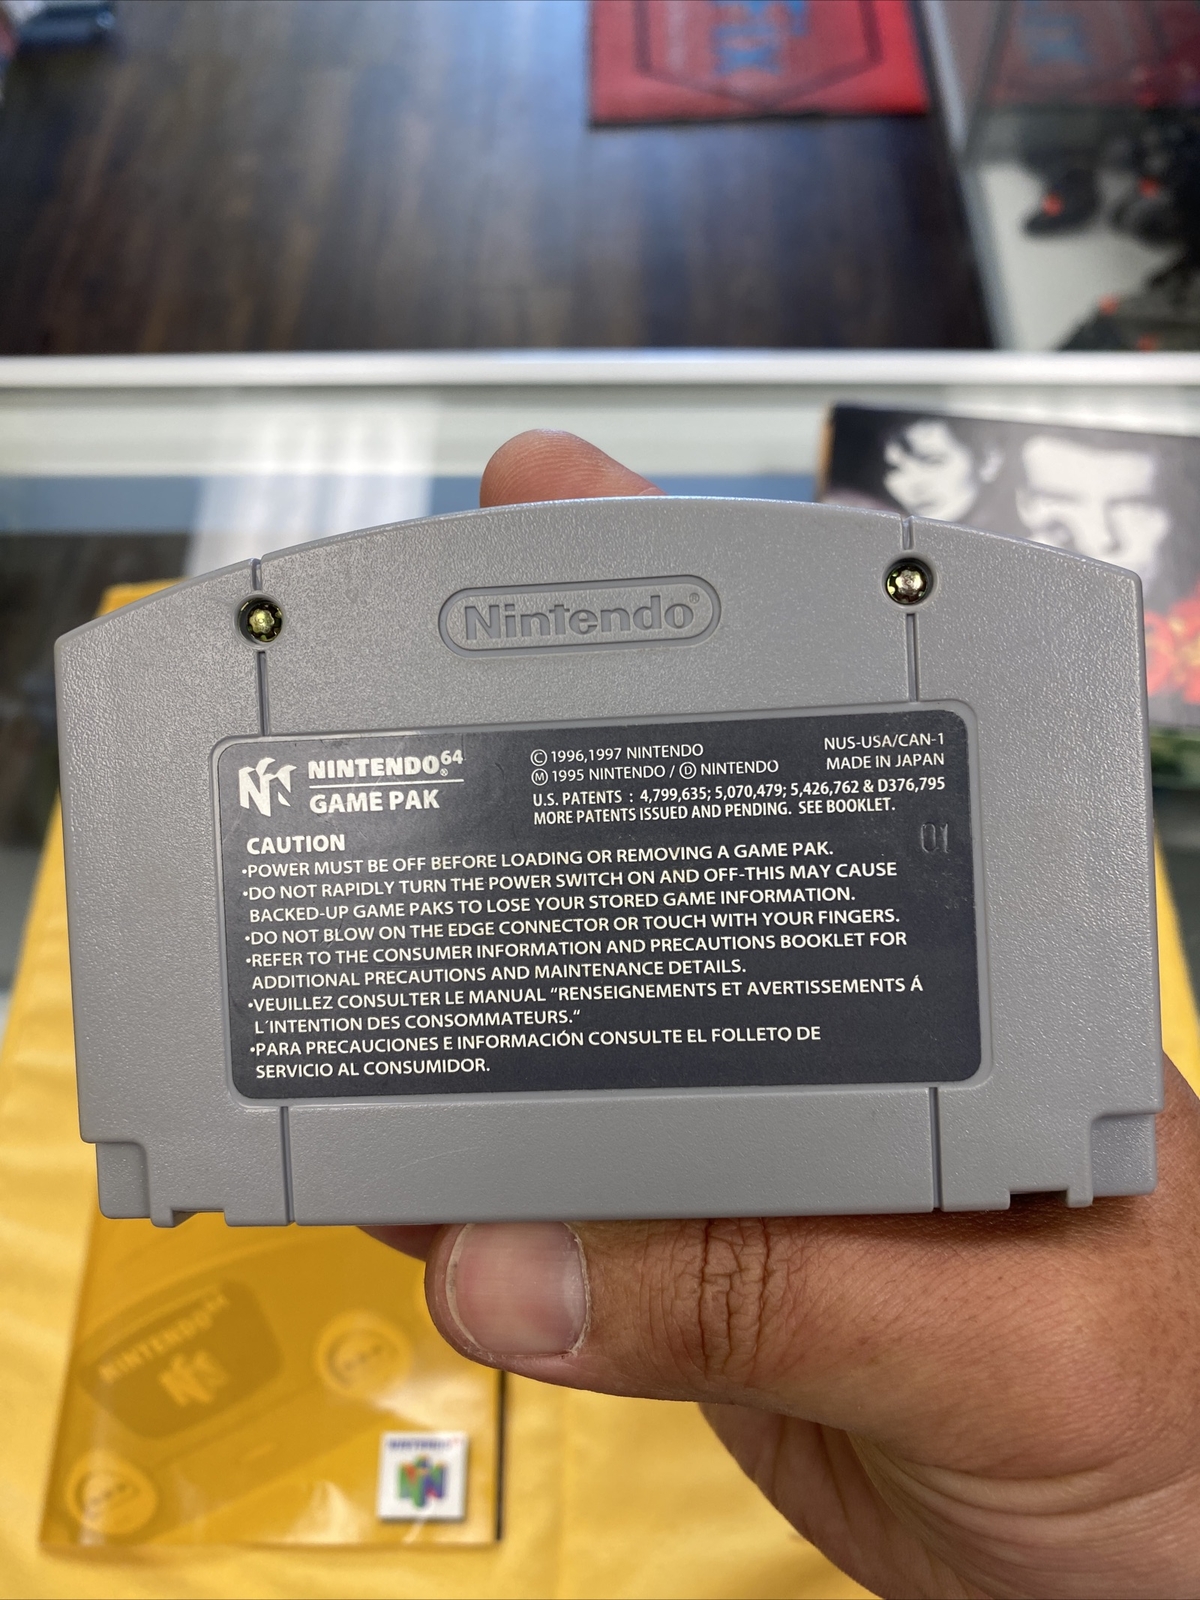 Nintendo®
NINTENDO®64
GAME PAK
© 1996,1997 NINTENDO
Ⓜ 1995 NINTENDO / Ⓓ NINTENDO
NUS-USA/CAN-1
MADE IN JAPAN
U.S. PATENTS : 4,799,635; 5,070,479; 5,426,762 & D376,795
MORE PATENTS ISSUED AND PENDING. SEE BOOKLET.
01
CAUTION
•POWER MUST BE OFF BEFORE LOADING OR REMOVING A GAME PAK.
•DO NOT RAPIDLY TURN THE POWER SWITCH ON AND OFF-THIS MAY CAUSE
BACKED-UP GAME PAKS TO LOSE YOUR STORED GAME INFORMATION.
•DO NOT BLOW ON THE EDGE CONNECTOR OR TOUCH WITH YOUR FINGERS.
•REFER TO THE CONSUMER INFORMATION AND PRECAUTIONS BOOKLET FOR
ADDITIONAL PRECAUTIONS AND MAINTENANCE DETAILS.
•VEUILLEZ CONSULTER LE MANUAL "RENSEIGNEMENTS ET AVERTISSEMENTS Á
L'INTENTION DES CONSOMMATEURS."
•PARA PRECAUCIONES E INFORMACIÓN CONSULTE EL FOLLETO DE
SERVICIO AL CONSUMIDOR.
NINTENDO64
NINTENDO64